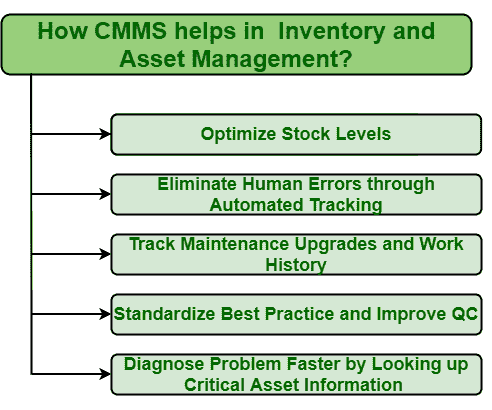 How CMMS helps in  Inventory and
Asset Management?
Optimize Stock Levels
Eliminate Human Errors through
Automated Tracking
Track Maintenance Upgrades and Work
History
Standardize Best Practice and Improve QC
Diagnose Problem Faster by Looking up
Critical Asset Information